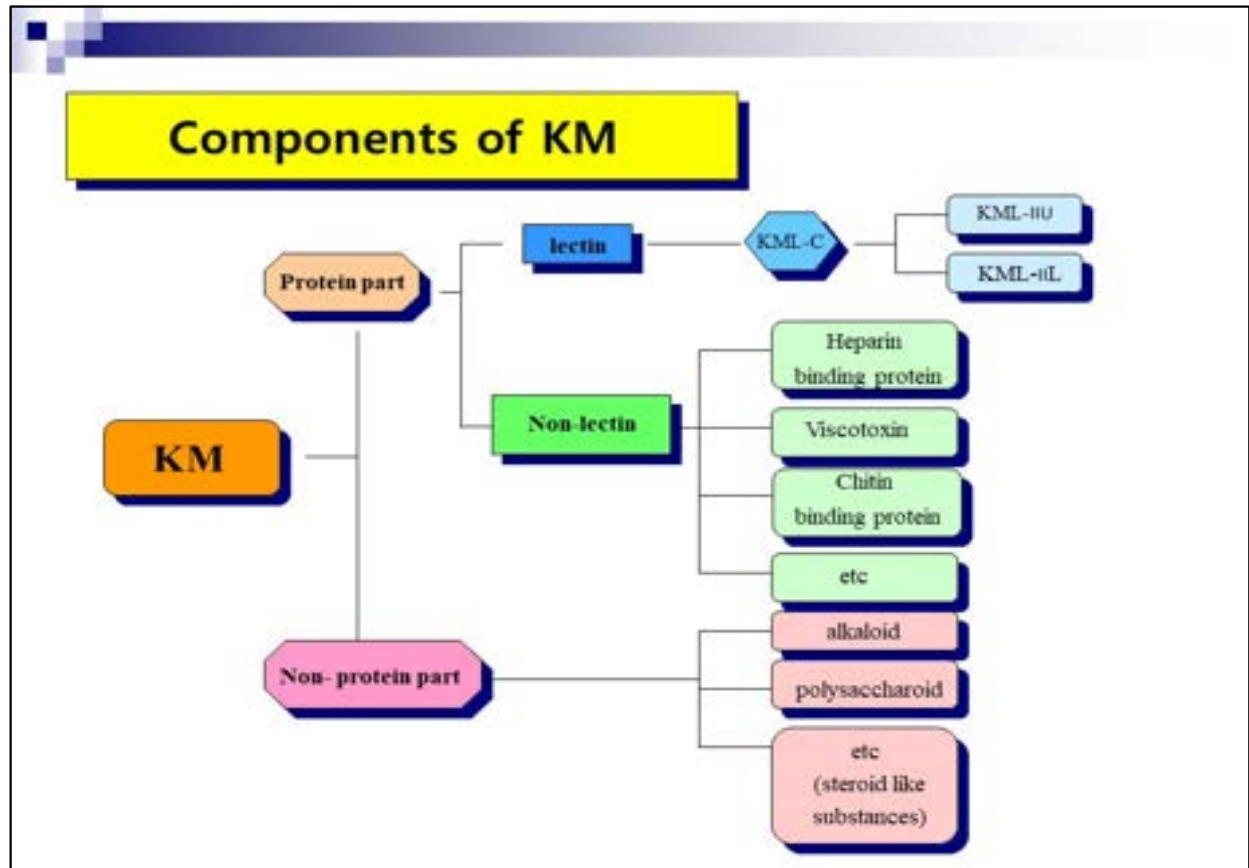 Components of KM
KML-IIU
lectin
KML-C
KML-IIL
Protein part
Heparin
binding protein
Non-lectin
Viscotoxin
KM
Chitin
binding protein
etc
alkaloid
Non- protein part
polysaccharoid
etc
(steroid like
substances)